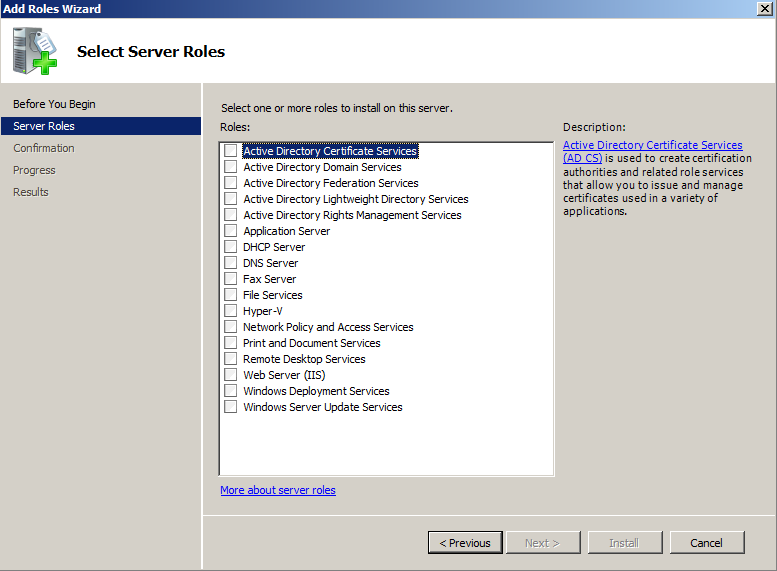 Add Roles Wizard
Select Server Roles
Before You Begin
Server Roles
Confirmation
Progress
Results
Select one or more roles to install on this server.
Roles:
Active Directory Certificate Services
Active Directory Domain Services
Active Directory Federation Services
Active Directory Lightweight Directory Services
Active Directory Rights Management Services
Application Server
DHCP Server
DNS Server
Fax Server
File Services
Hyper-V
Network Policy and Access Services
Print and Document Services
Remote Desktop Services
Web Server (IIS)
Windows Deployment Services
Windows Server Update Services
More about server roles
Description:
Active Directory Certificate Services
(AD CS) is used to create certification
authorities and related role services
that allow you to issue and manage
certificates used in a variety of
applications.
< Previous
Next >
Install
Cancel